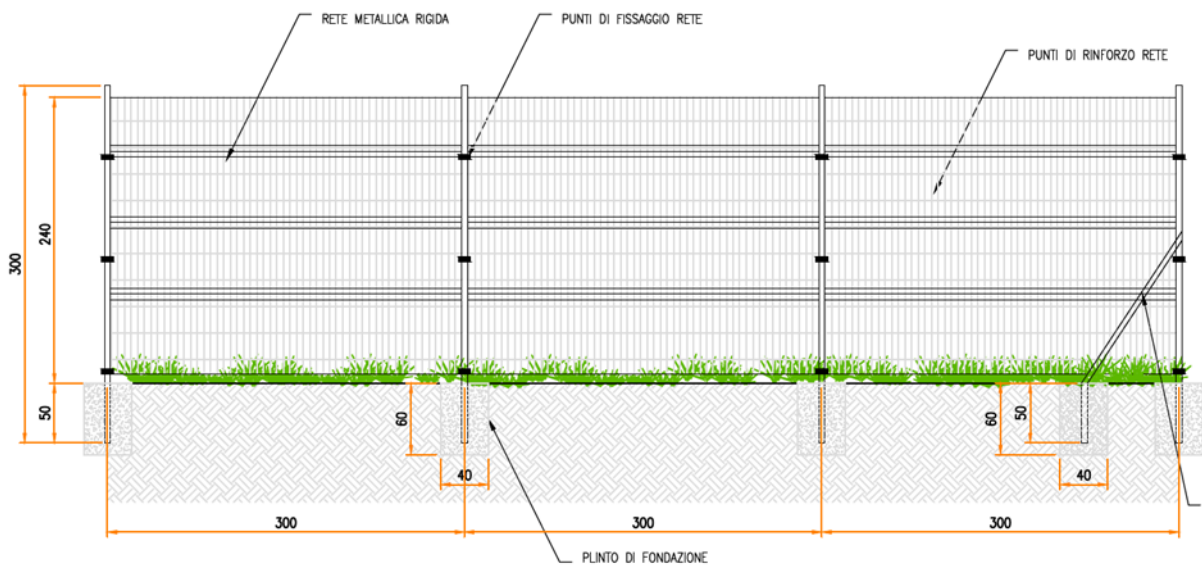 RETE METALLICA RIGIDA
PUNTI DI FISSAGGIO RETE
PUNTI DI RINFORZO RETE
300
240
50
60
40
60
50
40
300
300
300
PLINTO DI FONDAZIONE